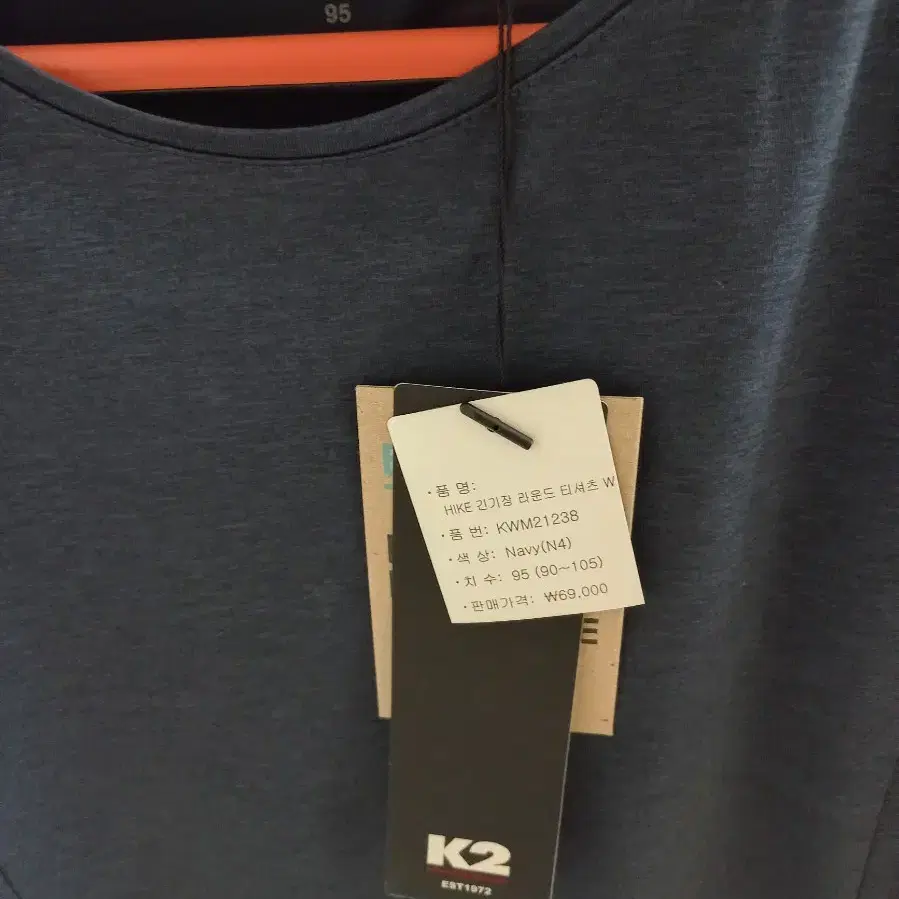 95
· 품 명:
HIKE 긴기장 라운드 티셔츠 W
· 품 번: KWM21238
· 색 상: Navy(N4)
· 치 수: 95 (90~105)
· 판매가격: ₩69,000
K2
EST1972